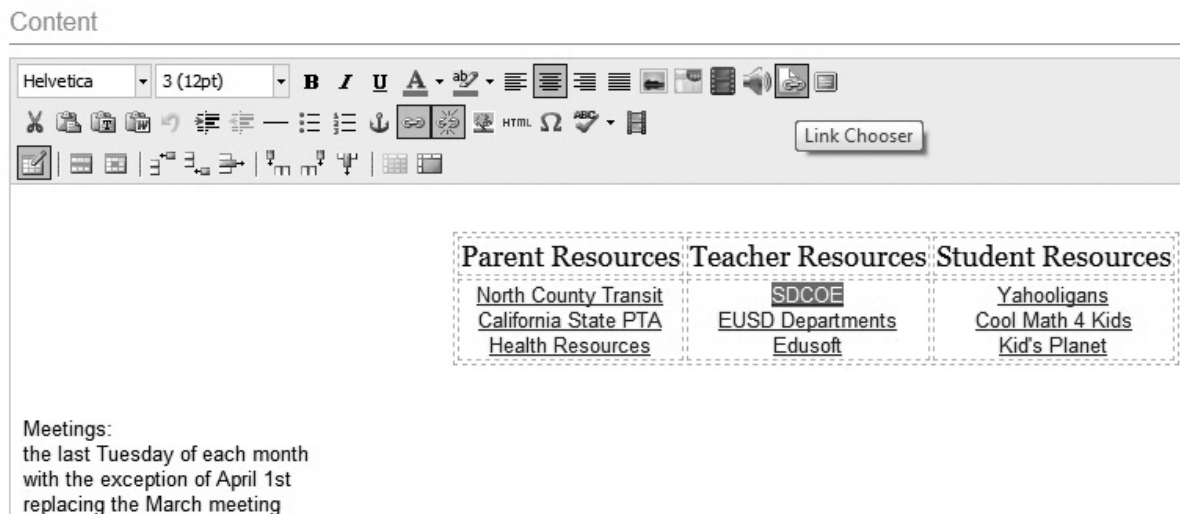 Content
Helvetica 3 (12pt) B I U A ab
HTML Ω ABC
Link Chooser
Parent Resources Teacher Resources Student Resources
North County Transit SDCOE Yahooligans
California State PTA EUSD Departments Cool Math 4 Kids
Health Resources Edusoft Kid's Planet
Meetings:
the last Tuesday of each month
with the exception of April 1st
replacing the March meeting